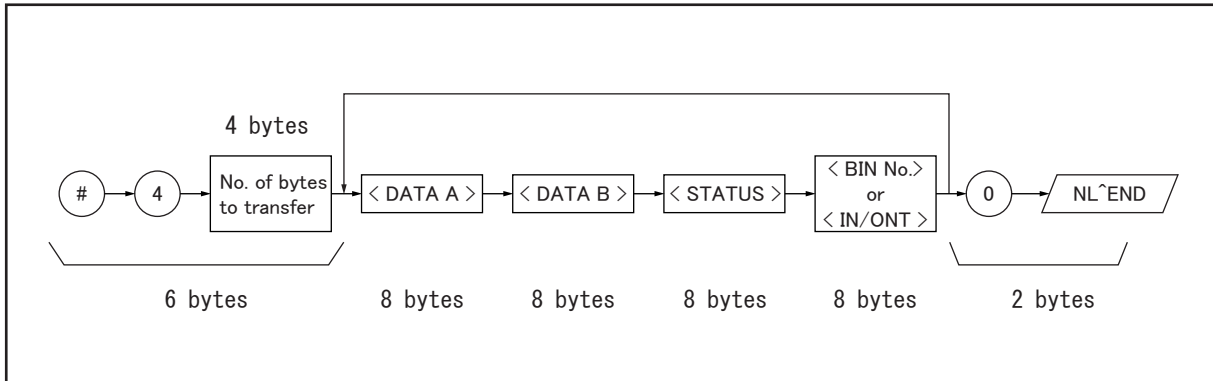 4 bytes
#
4
No. of bytes
to transfer
< DATA A >
< DATA B >
< STATUS >
< BIN No.>
or
< IN/ONT >
0
NL^END
6 bytes
8 bytes
8 bytes
8 bytes
8 bytes
2 bytes